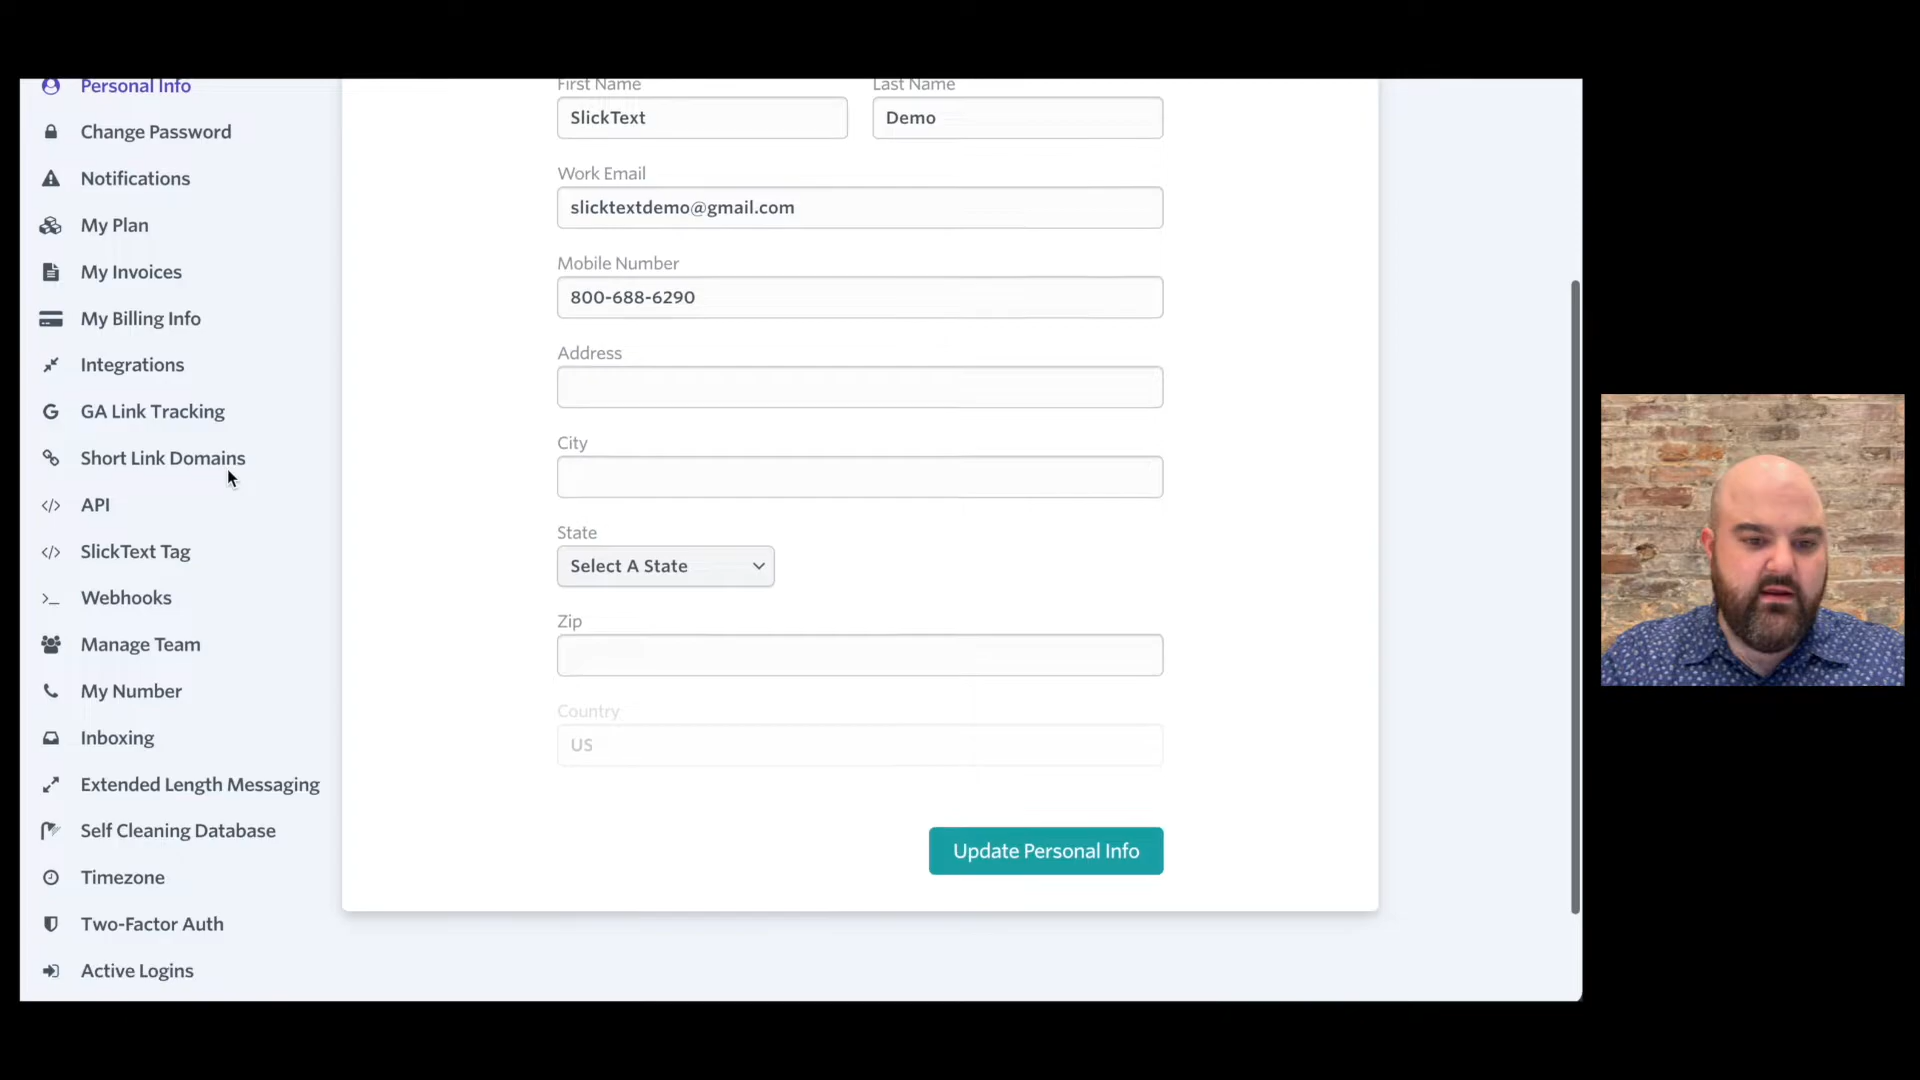 Personal Info
Change Password
Notifications
My Plan
My Invoices
My Billing Info
Integrations
GA Link Tracking
Short Link Domains
API
SlickText Tag
Webhooks
Manage Team
My Number
Inboxing
Extended Length Messaging
Self Cleaning Database
Timezone
Two-Factor Auth
Active Logins
First Name
Last Name
SlickText
Demo
Work Email
slicktextdemo@gmail.com
Mobile Number
800-688-6290
Address
City
State
Select A State
Zip
Country
US
Update Personal Info